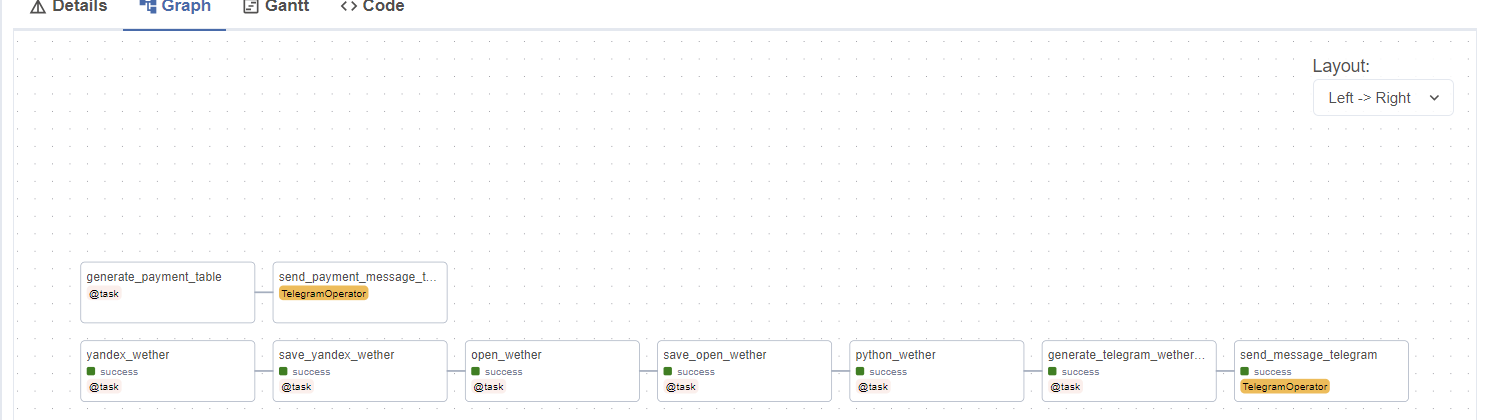 Details Graph Gantt <> Code
Layout:
Left -> Right
generate_payment_table
@task
send_payment_message_t...
TelegramOperator
yandex_wether
success
@task
save_yandex_wether
success
@task
open_wether
success
@task
save_open_wether
success
@task
python_wether
success
@task
generate_telegram_wether...
success
@task
send_message_telegram
success
TelegramOperator